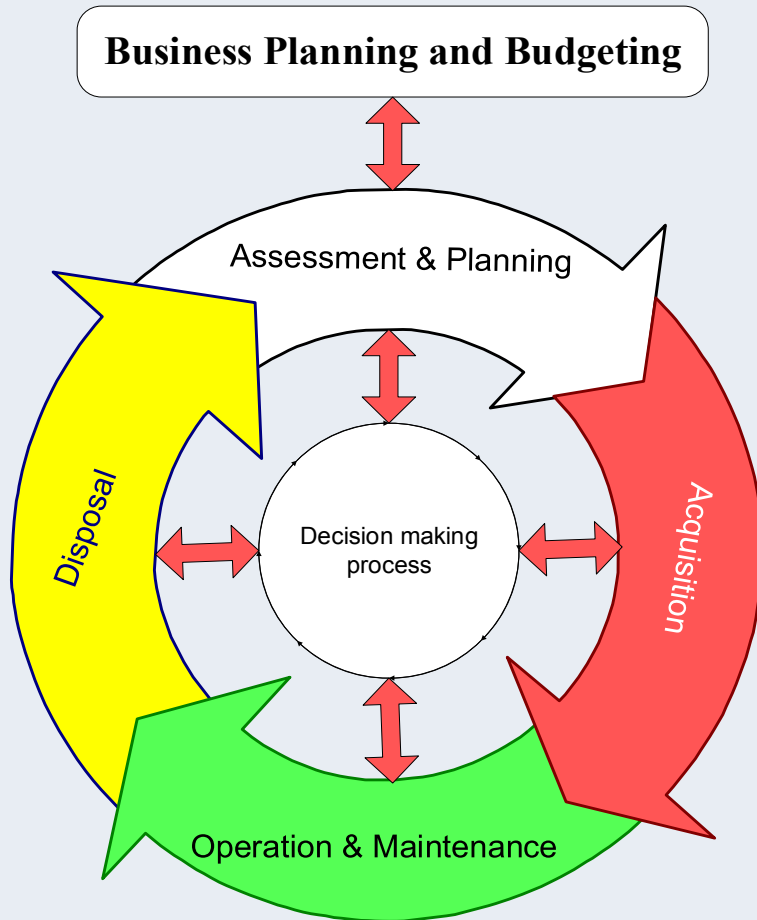 Business Planning and Budgeting
Assessment & Planning
Acquisition
Decision making
process
Disposal
Operation & Maintenance